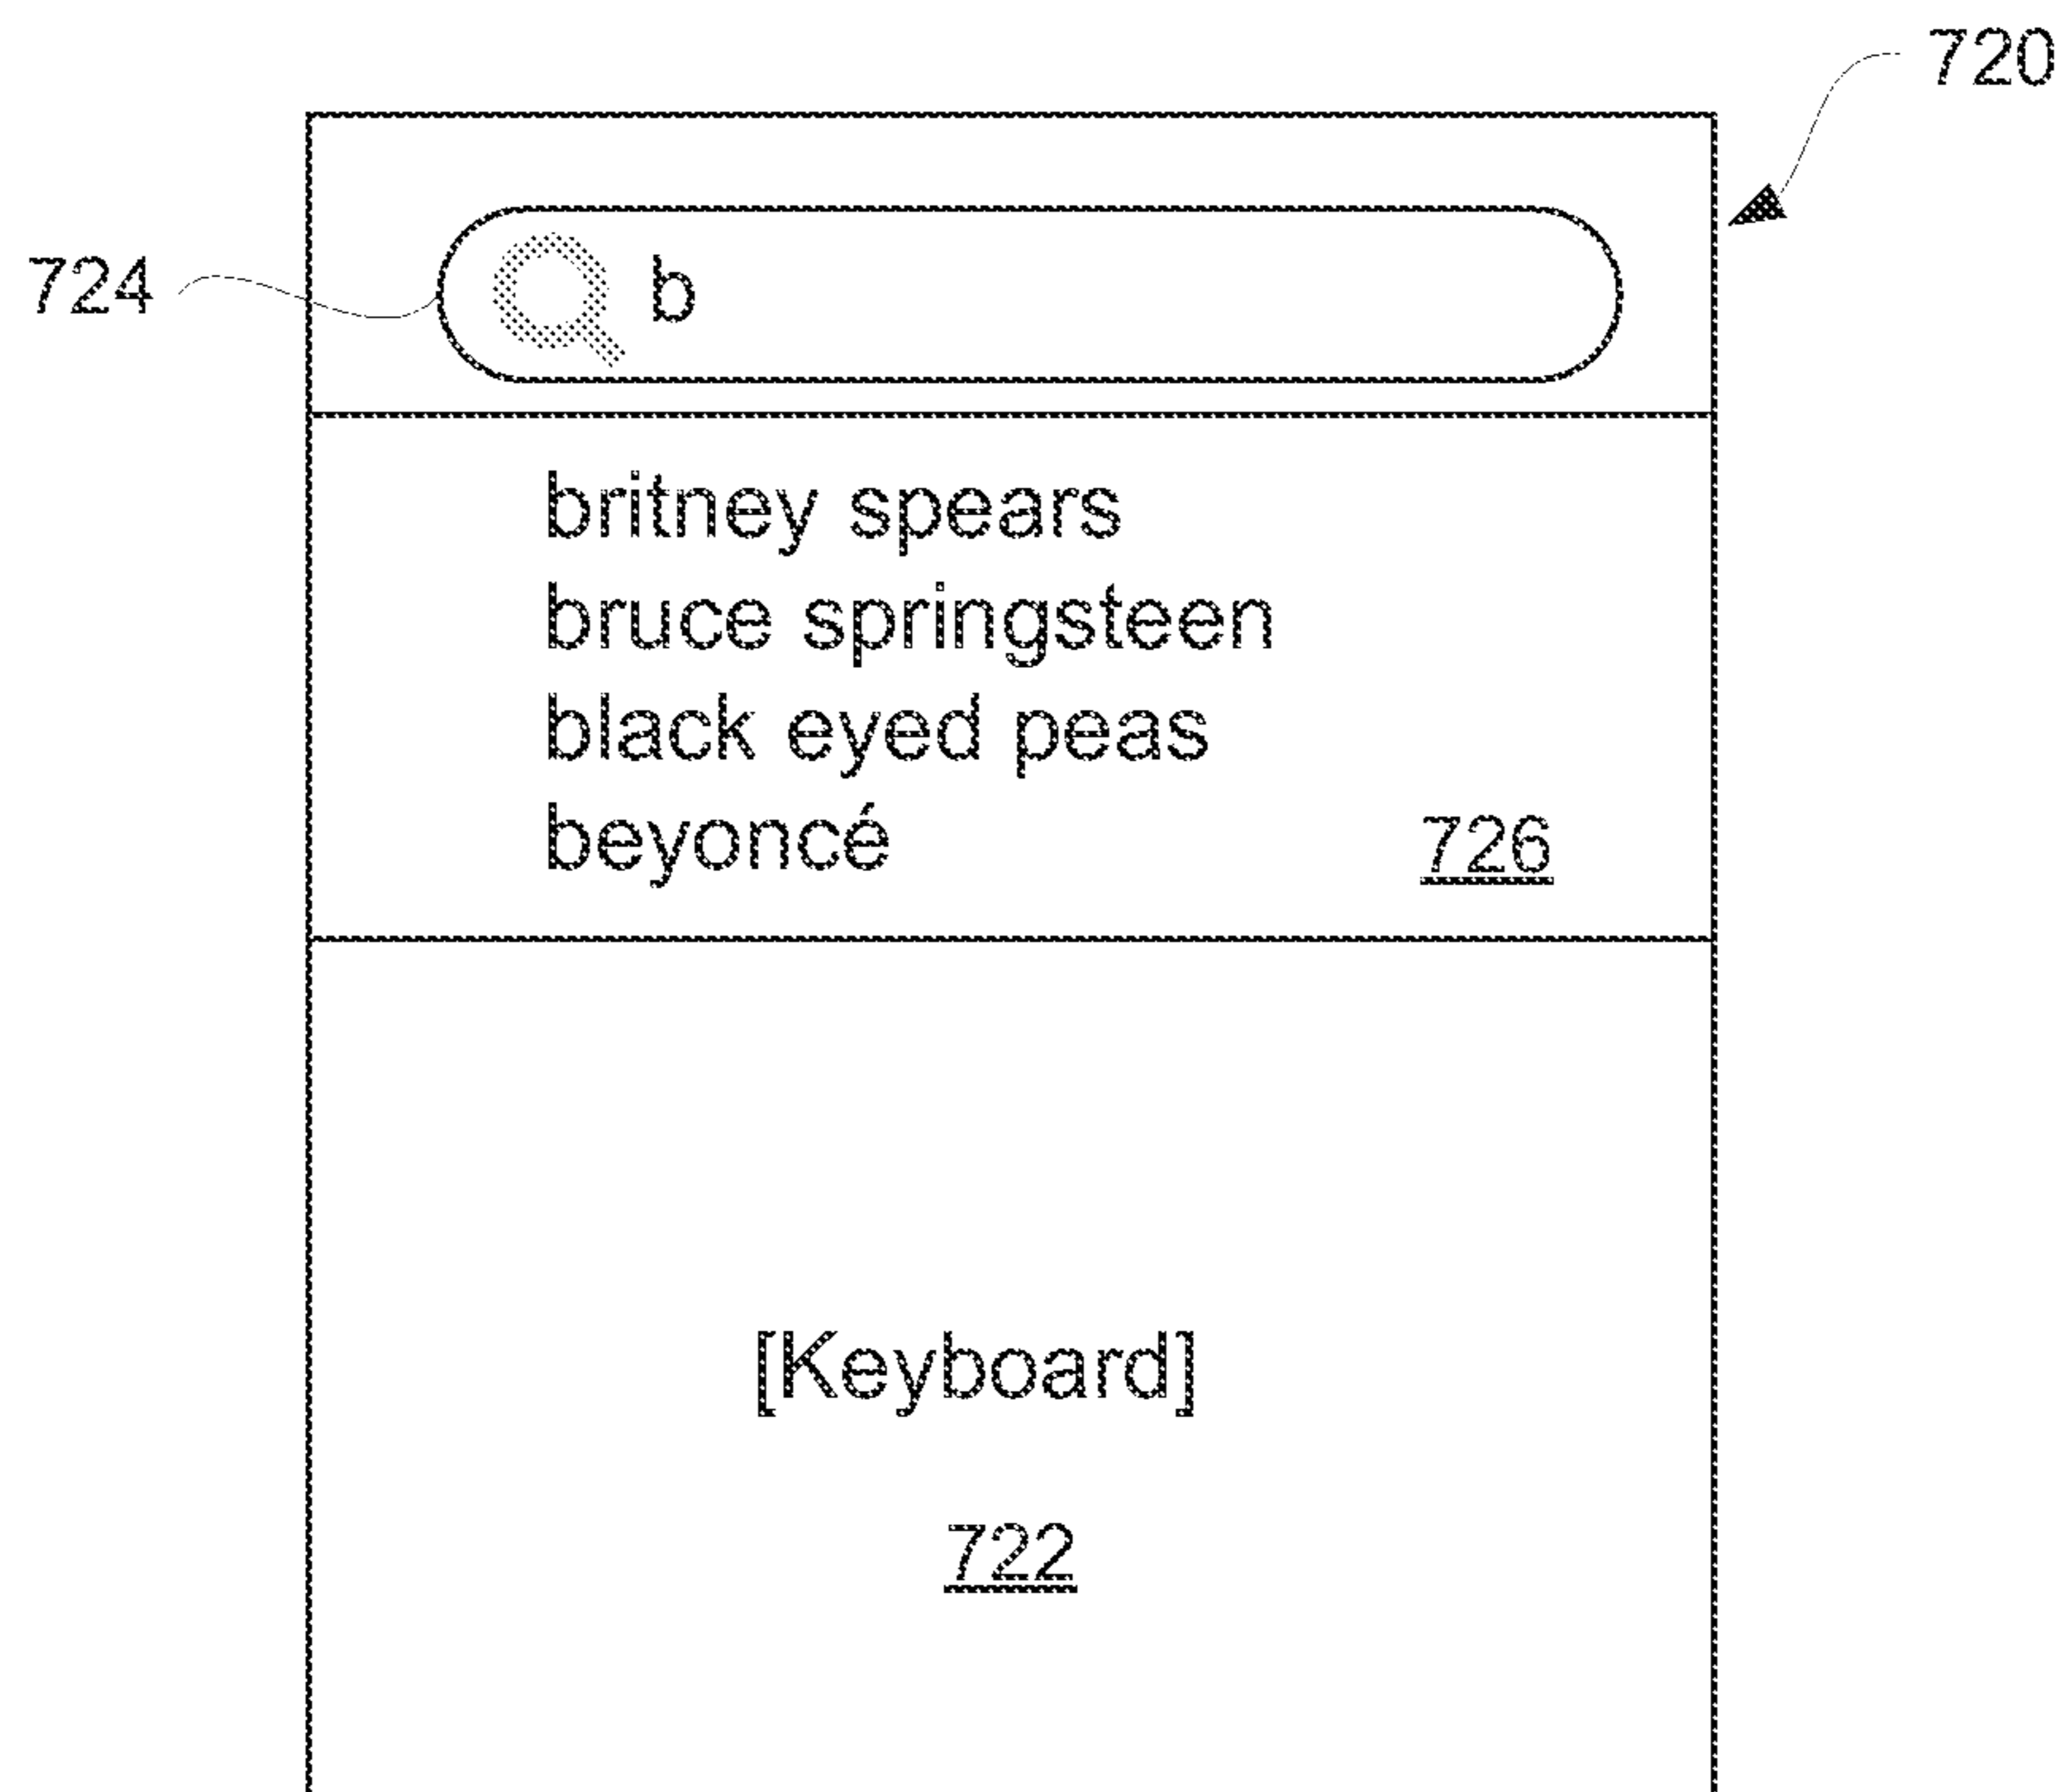 720
724
b
britney spears
bruce springsteen
black eyed peas
beyoncé
726
[Keyboard]
722